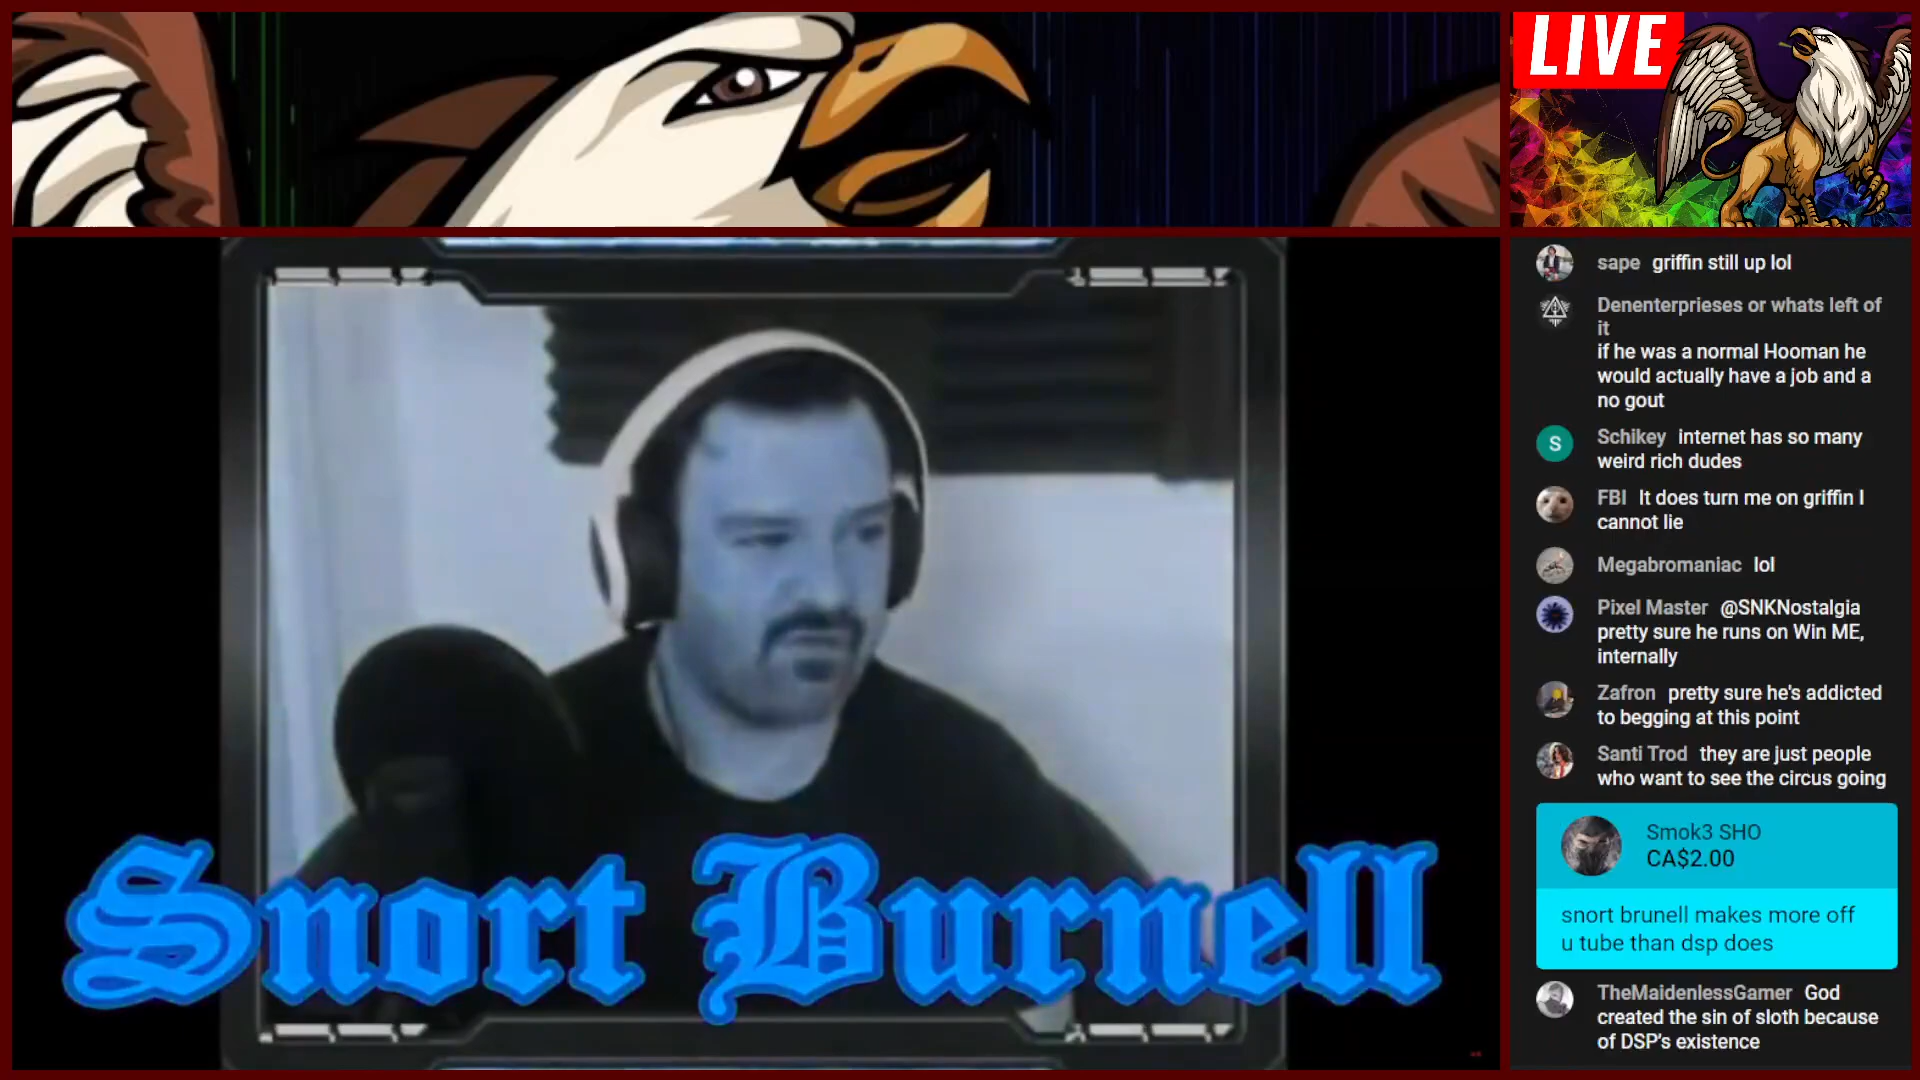 LIVE
sape griffin still up lol
Denenterprieses or whats left of
it
if he was a normal Hooman he
would actually have a job and a
no gout
S
Schikey internet has so many
weird rich dudes
FBI It does turn me on griffin I
cannot lie
Megabromaniac lol
Pixel Master @SNKNostalgia
pretty sure he runs on Win ME,
internally
Zafron pretty sure he's addicted
to begging at this point
Santi Trod they are just people
who want to see the circus going
Smok3 SHO
CA$2.00
snort brunell makes more off
u tube than dsp does
TheMaidenlessGamer God
created the sin of sloth because
of DSP's existence
Snort Burnell